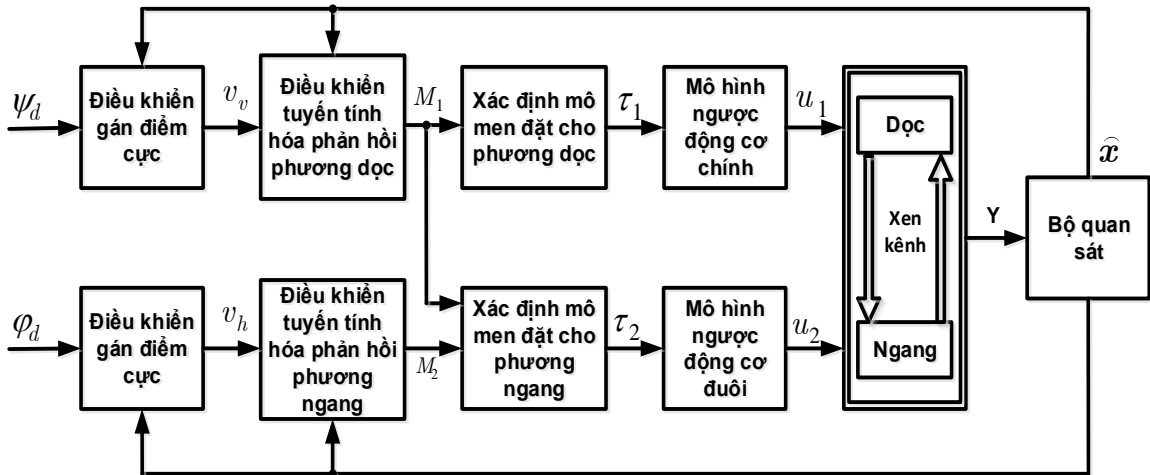 ψ_d
Điều khiển
gán điểm
cực
v_v
Điều khiển
tuyến tính
hóa phản hồi
phương dọc
M_1
Xác định mô
men đặt cho
phương dọc
τ_1
Mô hình
ngược
động cơ
chính
u_1
Dọc
Xen
kênh
Ngang
Y
Bộ quan
sát
x̂
φ_d
Điều khiển
gán điểm
cực
v_h
Điều khiển
tuyến tính
hóa phản hồi
phương
ngang
M_2
Xác định mô
men đặt cho
phương
ngang
τ_2
Mô hình
ngược
động cơ
đuôi
u_2